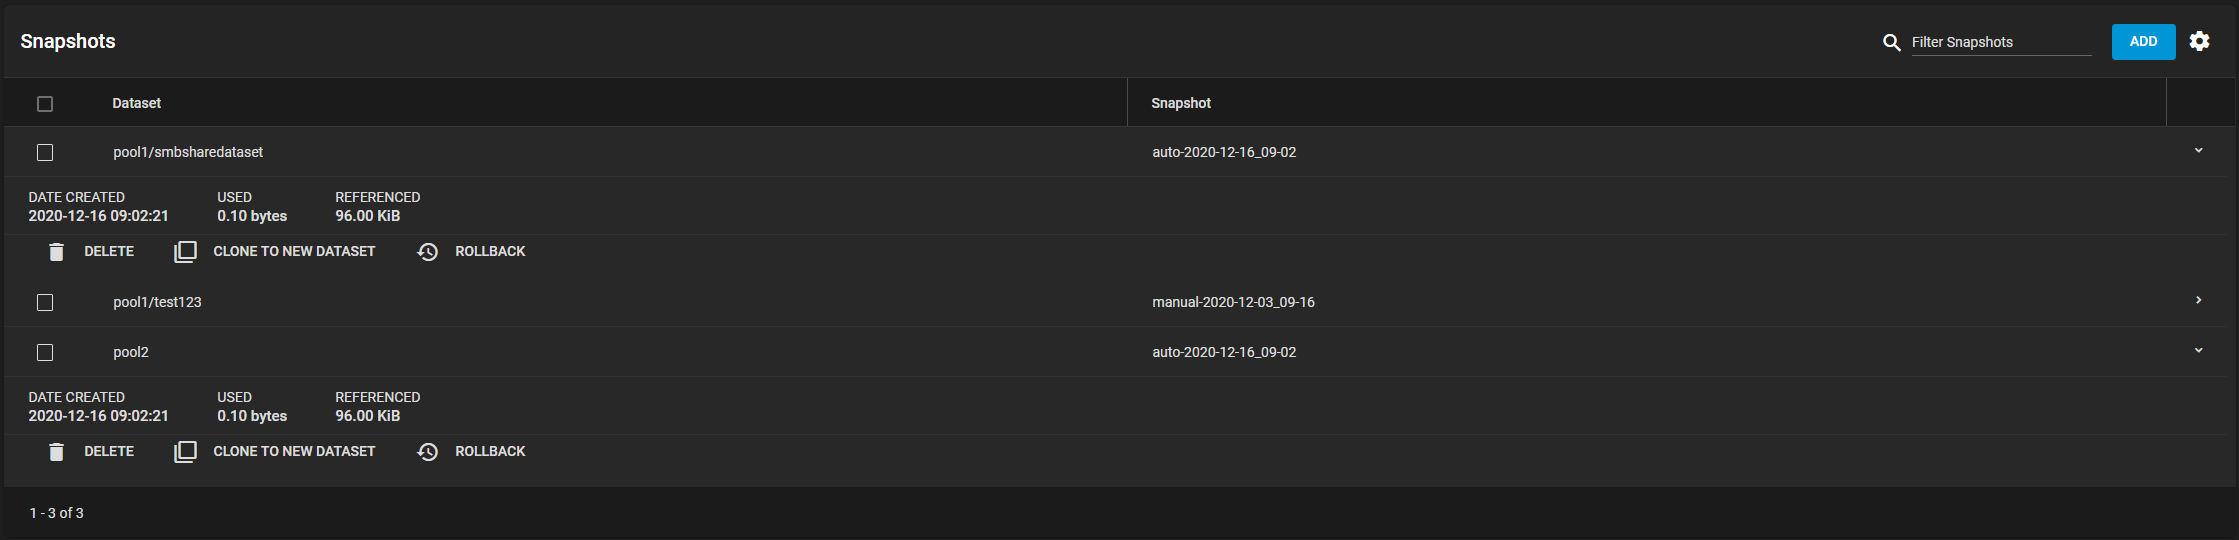 Snapshots
Filter Snapshots
ADD
Dataset Snapshot
pool1/smbsharedataset auto-2020-12-16_09-02
DATE CREATED USED REFERENCED
2020-12-16 09:02:21 0.10 bytes 96.00 KiB
DELETE CLONE TO NEW DATASET ROLLBACK
pool1/test123 manual-2020-12-03_09-16
pool2 auto-2020-12-16_09-02
DATE CREATED USED REFERENCED
2020-12-16 09:02:21 0.10 bytes 96.00 KiB
DELETE CLONE TO NEW DATASET ROLLBACK
1 - 3 of 3